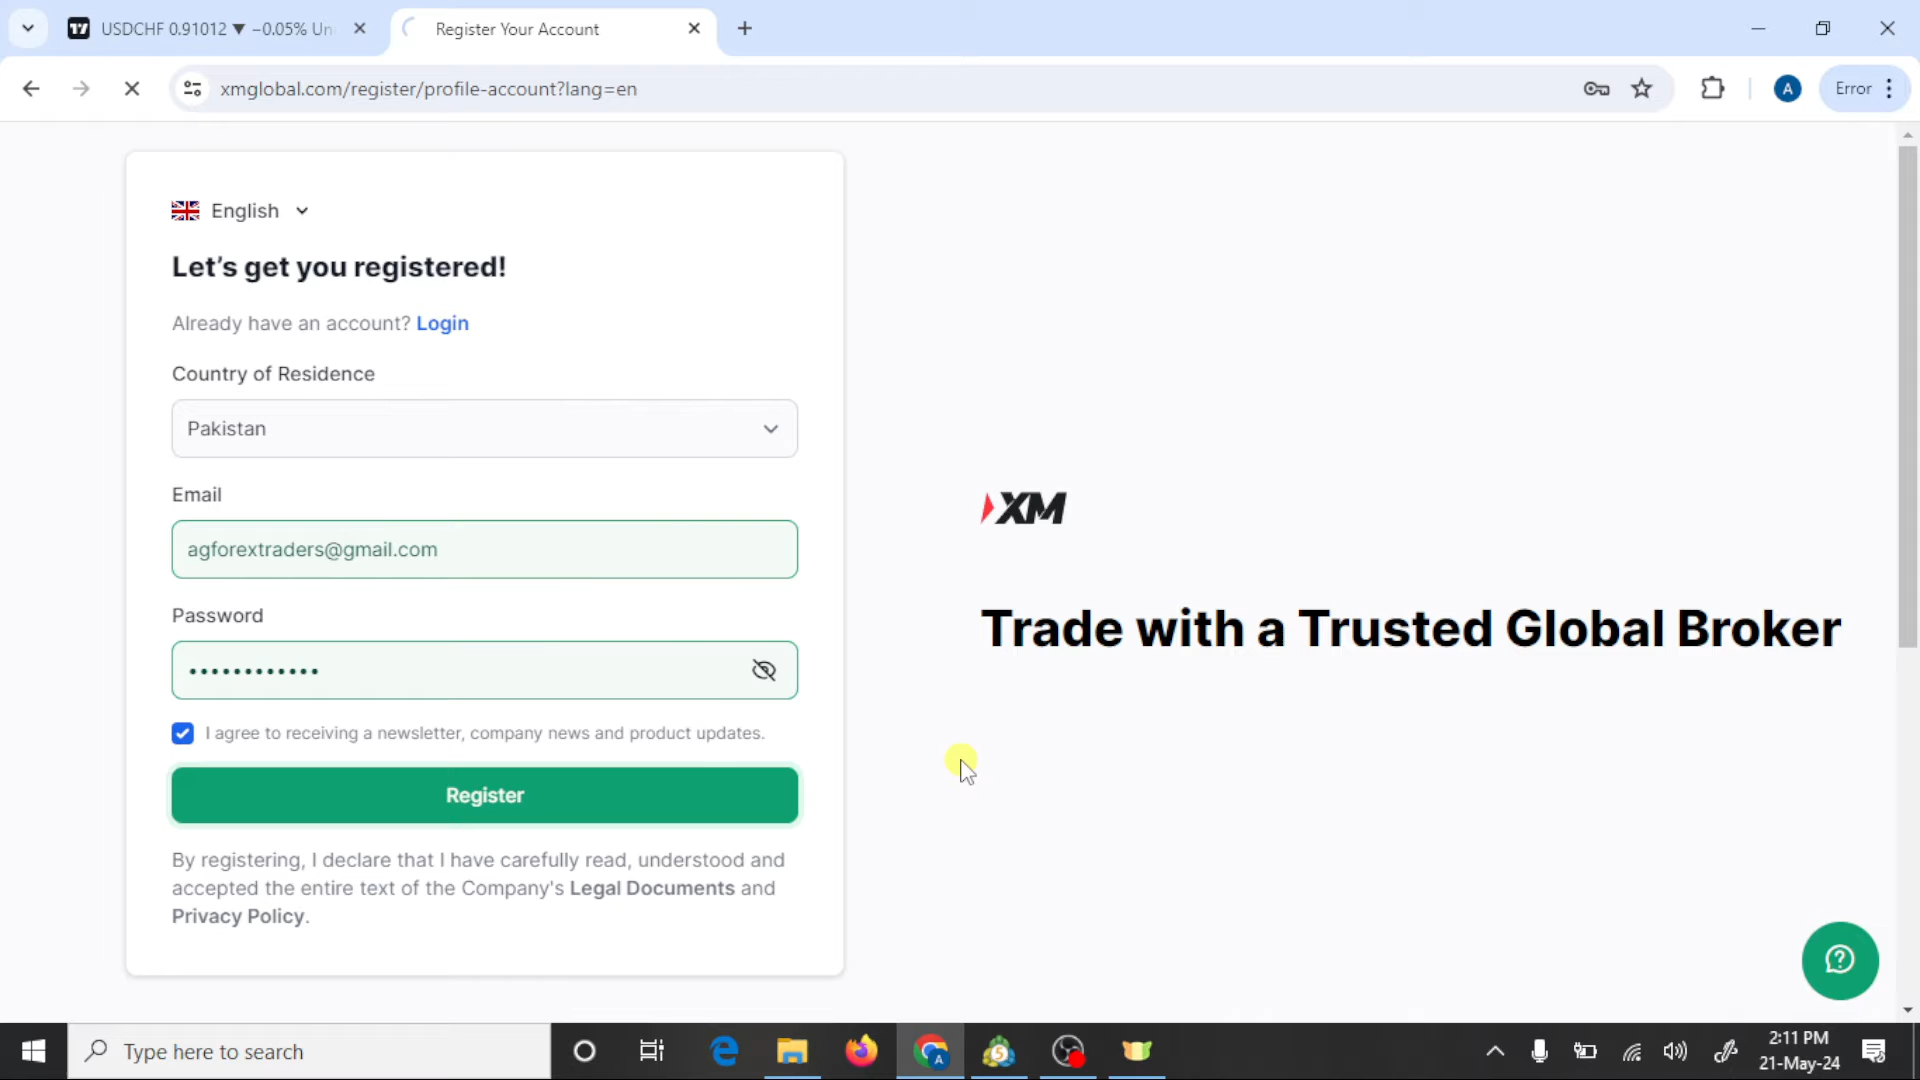 USDCHF 0.91012 ▼ −0.05% Un
Register Your Account
xmglobal.com/register/profile-account?lang=en
A
Error
English
Let’s get you registered!
Already have an account? Login
Country of Residence
Pakistan
Email
agforextraders@gmail.com
Password
I agree to receiving a newsletter, company news and product updates.
Register
By registering, I declare that I have carefully read, understood and
accepted the entire text of the Company's Legal Documents and
Privacy Policy.
XM
Trade with a Trusted Global Broker
Type here to search
A
5
2:11 PM
21-May-24